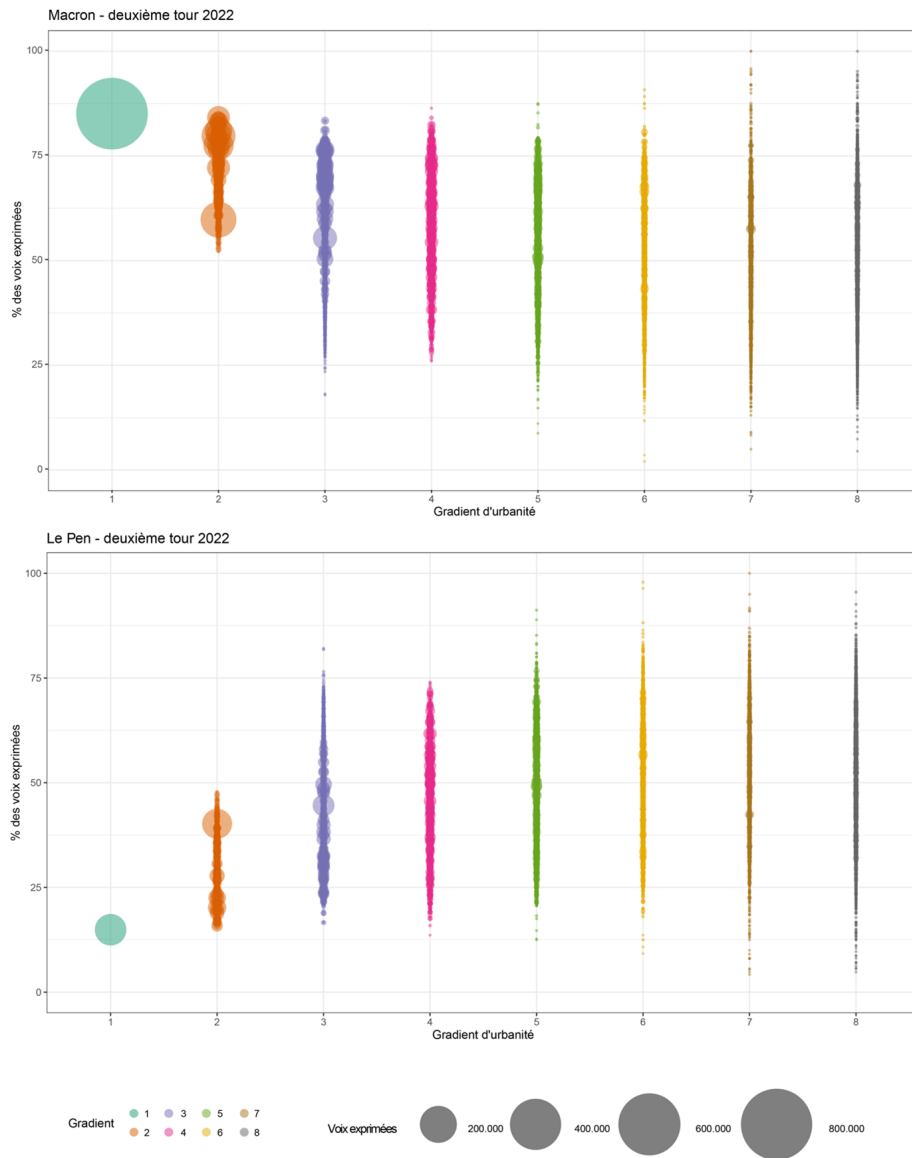 Macron - deuxième tour 2022
100
75
50
25
0
% des voix exprimées
1 2 3 4 5 6 7 8
Gradient d'urbanité
Le Pen - deuxième tour 2022
100
75
50
25
0
% des voix exprimées
1 2 3 4 5 6 7 8
Gradient d'urbanité
Gradient
1 3 5 7
2 4 6 8
Voix exprimées 200.000 400.000 600.000 800.000